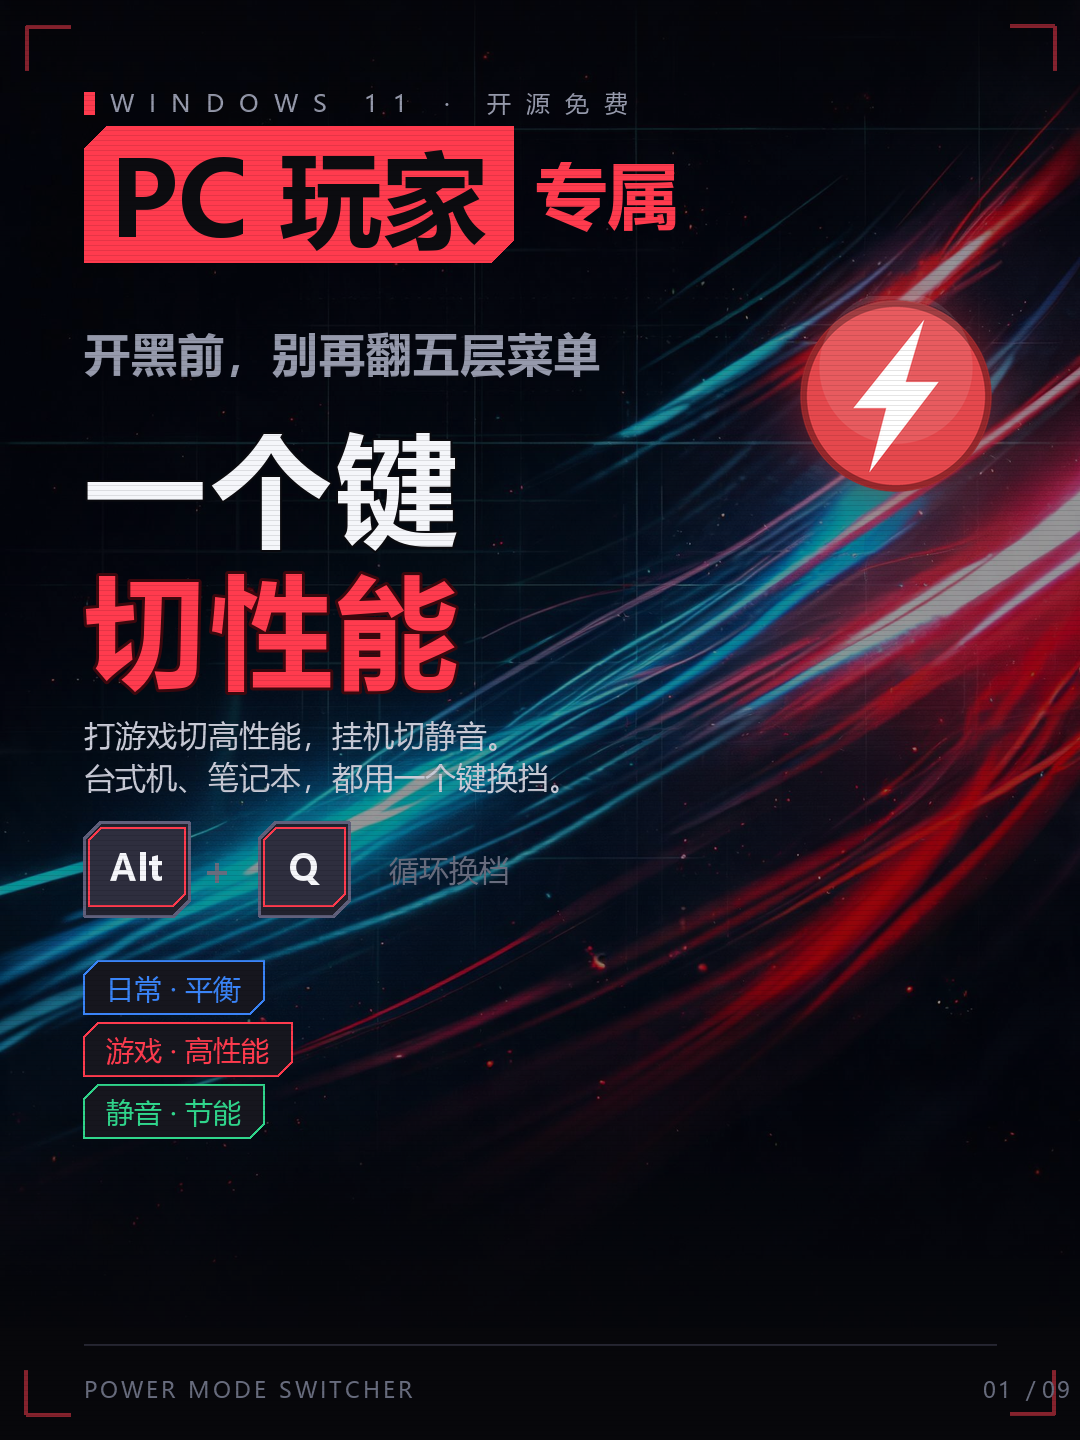 WINDOWS 11 · 开源免费
PC 玩家 专属
开黑前，别再翻五层菜单
一个键
切性能
打游戏切高性能，挂机切静音。
台式机、笔记本，都用一个键换挡。
Alt + Q 循环换档
日常 · 平衡
游戏 · 高性能
静音 · 节能
POWER MODE SWITCHER 01 / 09